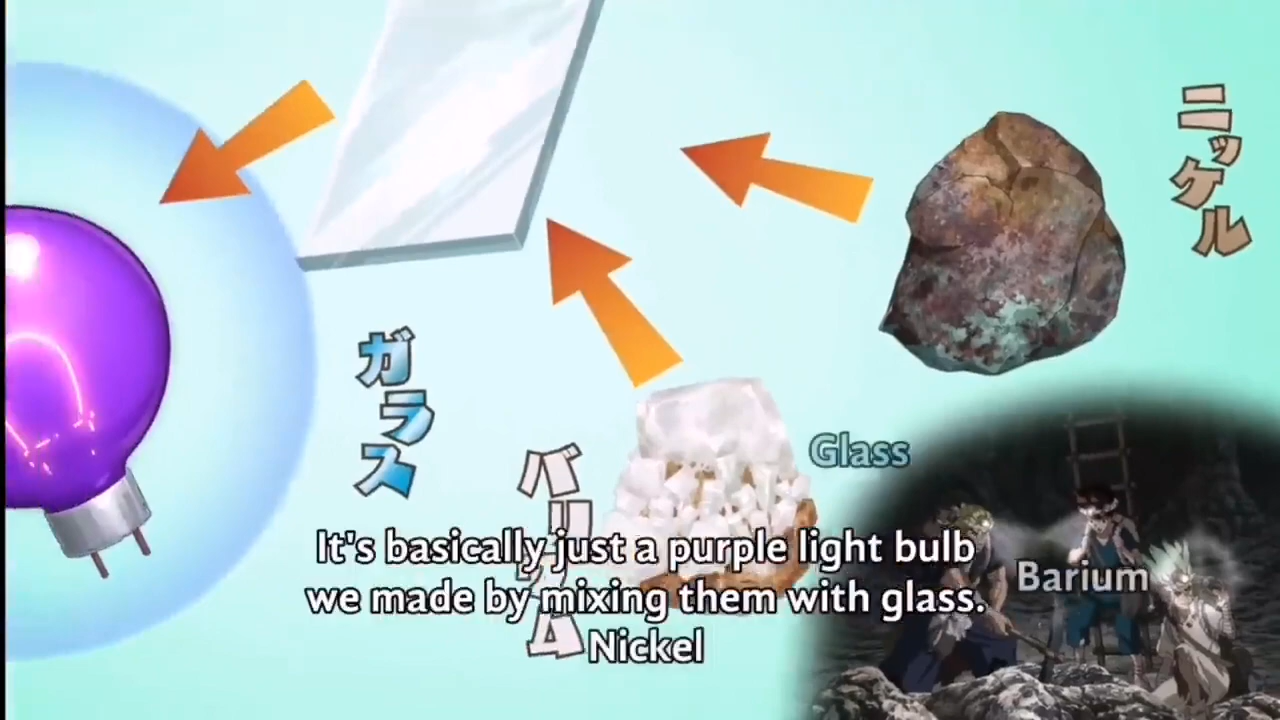 ニッケル
ガラス
バリウム
Glass
It's basically just a purple light bulb
we made by mixing them with glass.
Barium
Nickel